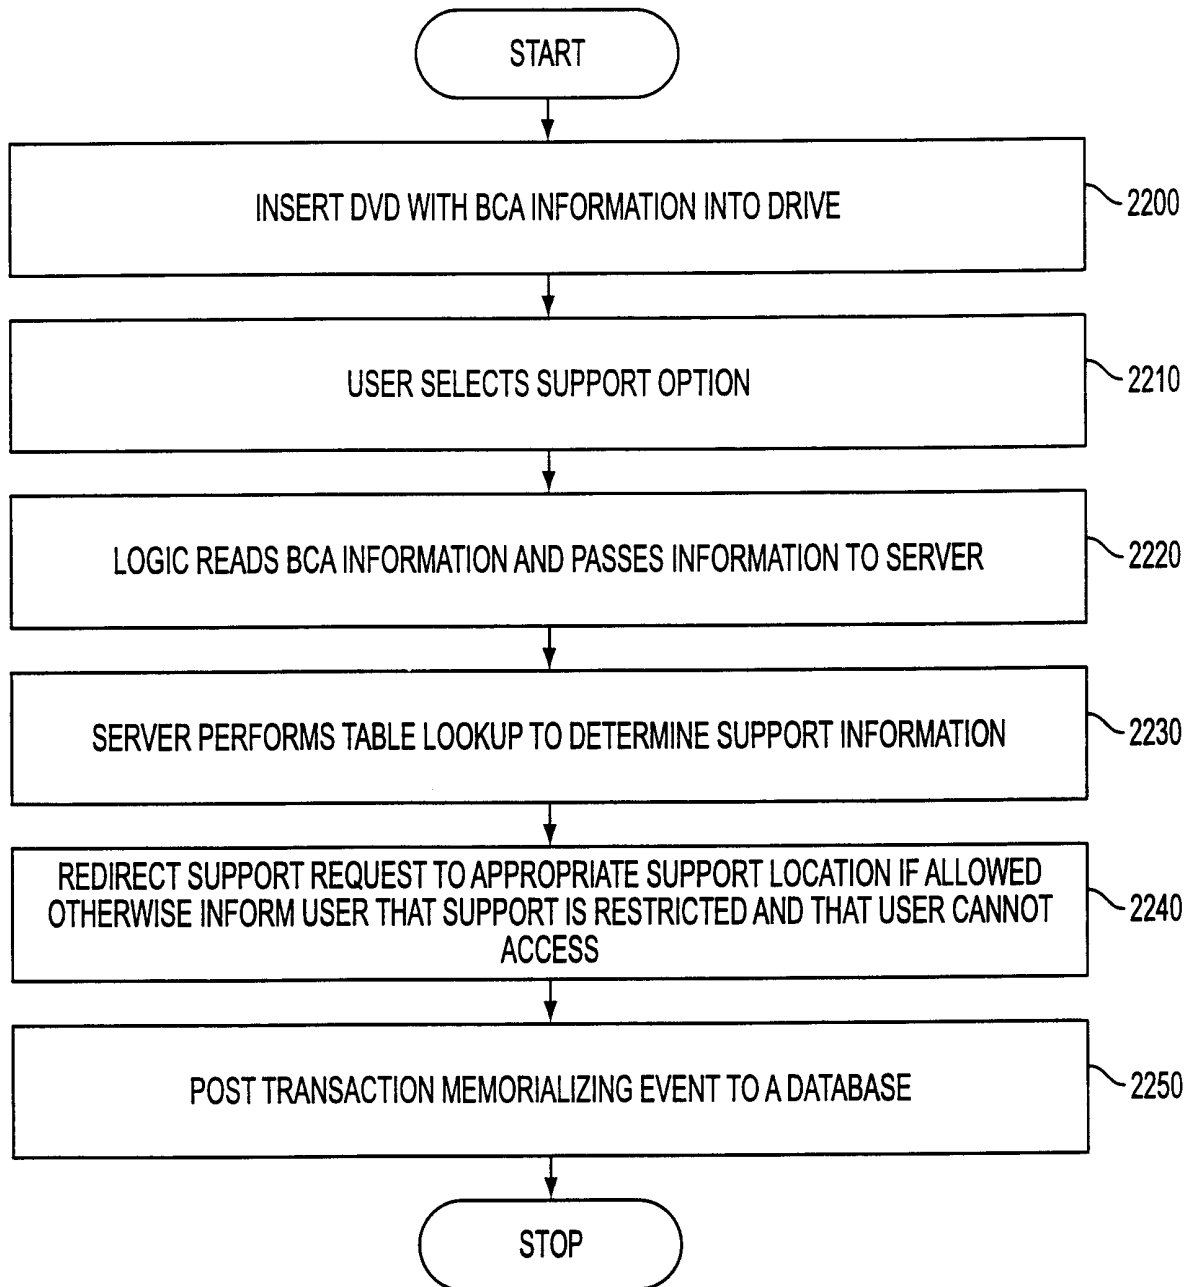 START
INSERT DVD WITH BCA INFORMATION INTO DRIVE
2200
USER SELECTS SUPPORT OPTION
2210
LOGIC READS BCA INFORMATION AND PASSES INFORMATION TO SERVER
2220
SERVER PERFORMS TABLE LOOKUP TO DETERMINE SUPPORT INFORMATION
2230
REDIRECT SUPPORT REQUEST TO APPROPRIATE SUPPORT LOCATION IF ALLOWED
OTHERWISE INFORM USER THAT SUPPORT IS RESTRICTED AND THAT USER CANNOT
ACCESS
2240
POST TRANSACTION MEMORIALIZING EVENT TO A DATABASE
2250
STOP